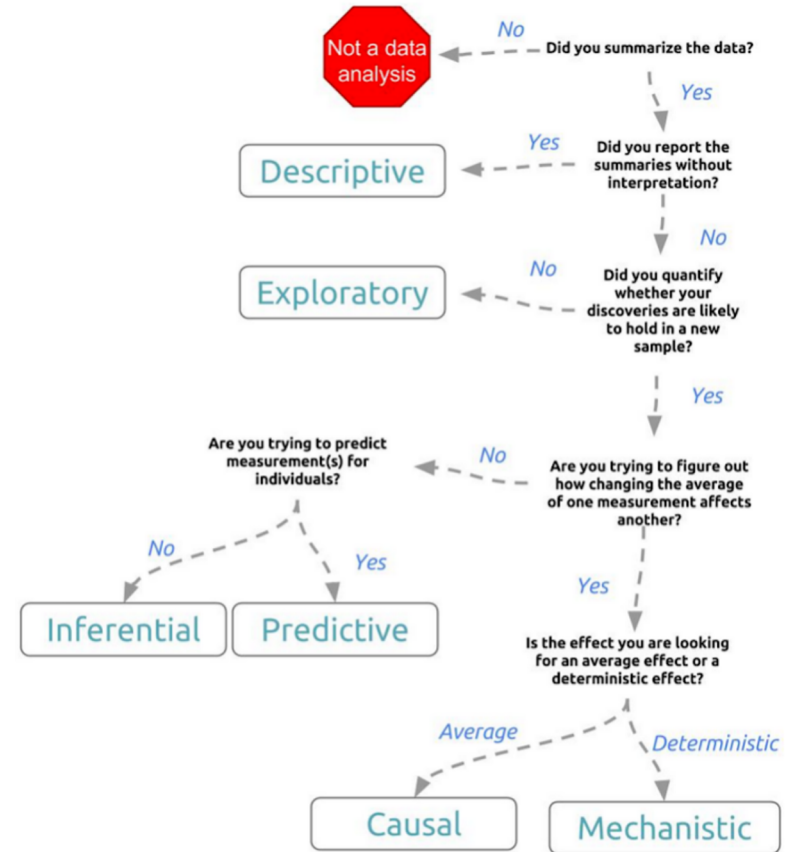 Not a data
analysis
No
Did you summarize the data?
Yes
Descriptive
Yes
Did you report the
summaries without
interpretation?
No
Exploratory
No
Did you quantify
whether your
discoveries are likely
to hold in a new
sample?
Yes
Are you trying to predict
measurement(s) for
individuals?
No
Are you trying to figure out
how changing the average
of one measurement affects
another?
No
Yes
Yes
Inferential
Predictive
Is the effect you are looking
for an average effect or a
deterministic effect?
Average
Deterministic
Causal
Mechanistic